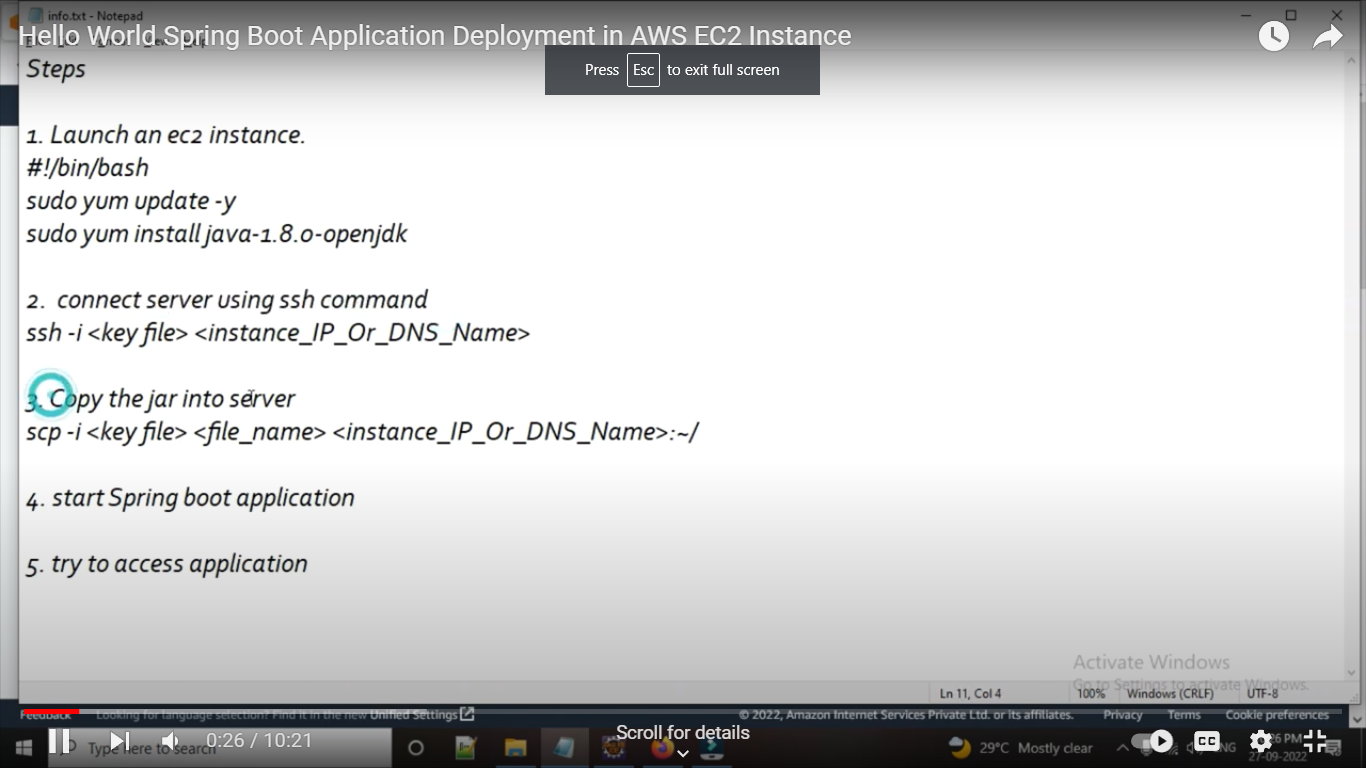 info.txt - Notepad
Hello World Spring Boot Application Deployment in AWS EC2 Instance
Press Esc to exit full screen
Steps
1. Launch an ec2 instance.
#!/bin/bash
sudo yum update -y
sudo yum install java-1.8.0-openjdk
2.  connect server using ssh command
ssh -i <key file> <instance_IP_Or_DNS_Name>
3. Copy the jar into server
scp -i <key file> <file_name> <instance_IP_Or_DNS_Name>:~/
4. start Spring boot application
5. try to access application
Activate Windows
Go to Settings to activate Windows.
Ln 11, Col 4 100% Windows (CRLF) UTF-8
Feedback Looking for language selection? Find it in the new Unified Settings © 2022, Amazon Internet Services Private Ltd. or its affiliates. Privacy Terms Cookie preferences
Scroll for details
Type here to search 0:26 / 10:21 29°C Mostly clear CC
27-09-2022